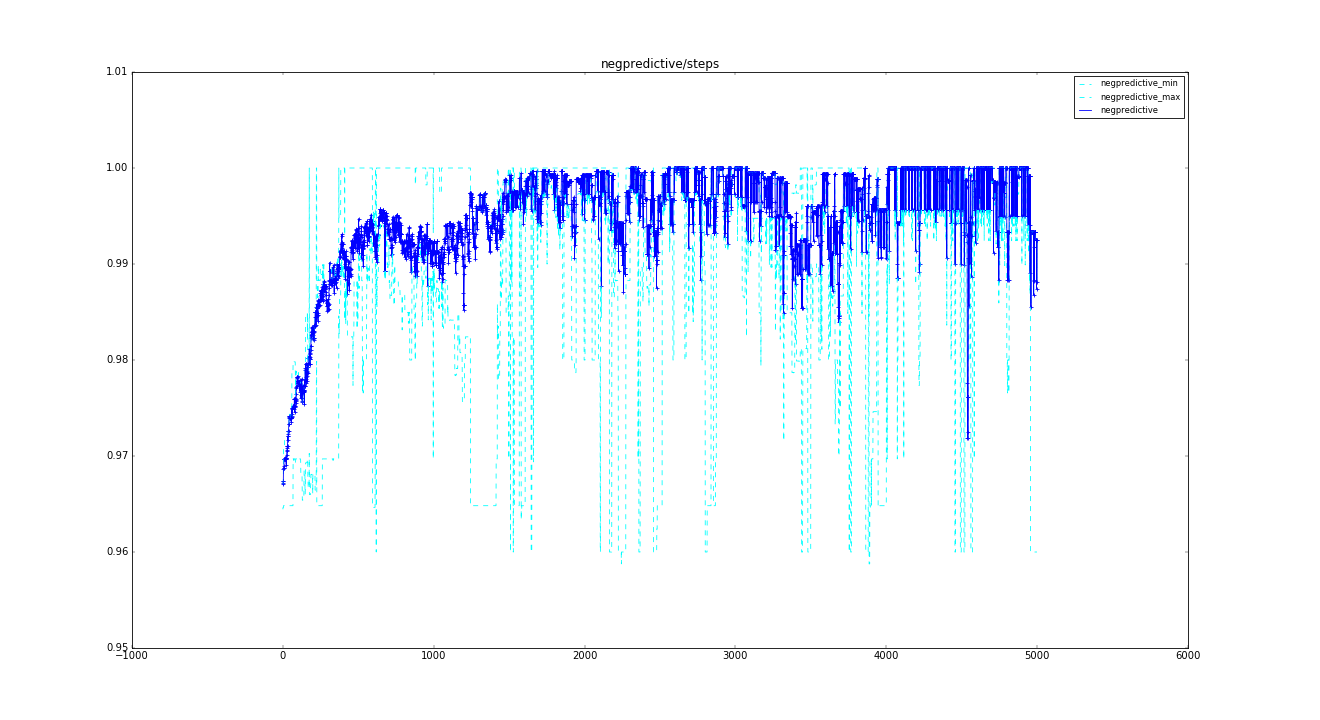 negpredictive/steps
1.01
negpredictive_min
negpredictive_max
negpredictive
1.00
0.99
0.98
0.97
0.96
0.95
−1000 0 1000 2000 3000 4000 5000 6000